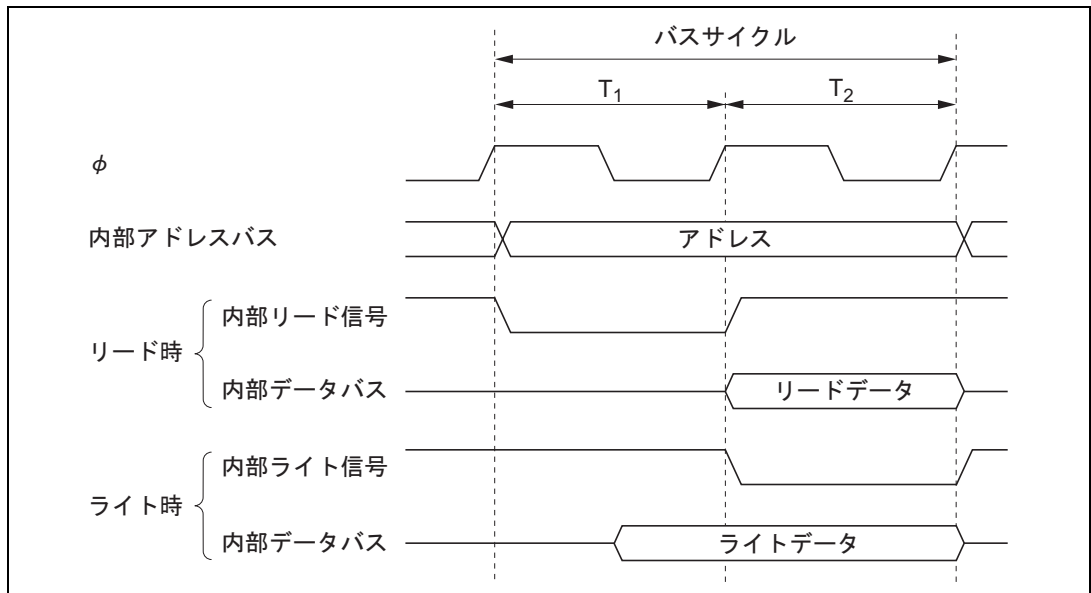 バスサイクル
T1
T2
φ
内部アドレスバス
アドレス
リード時
内部リード信号
内部データバス
リードデータ
ライト時
内部ライト信号
内部データバス
ライトデータ